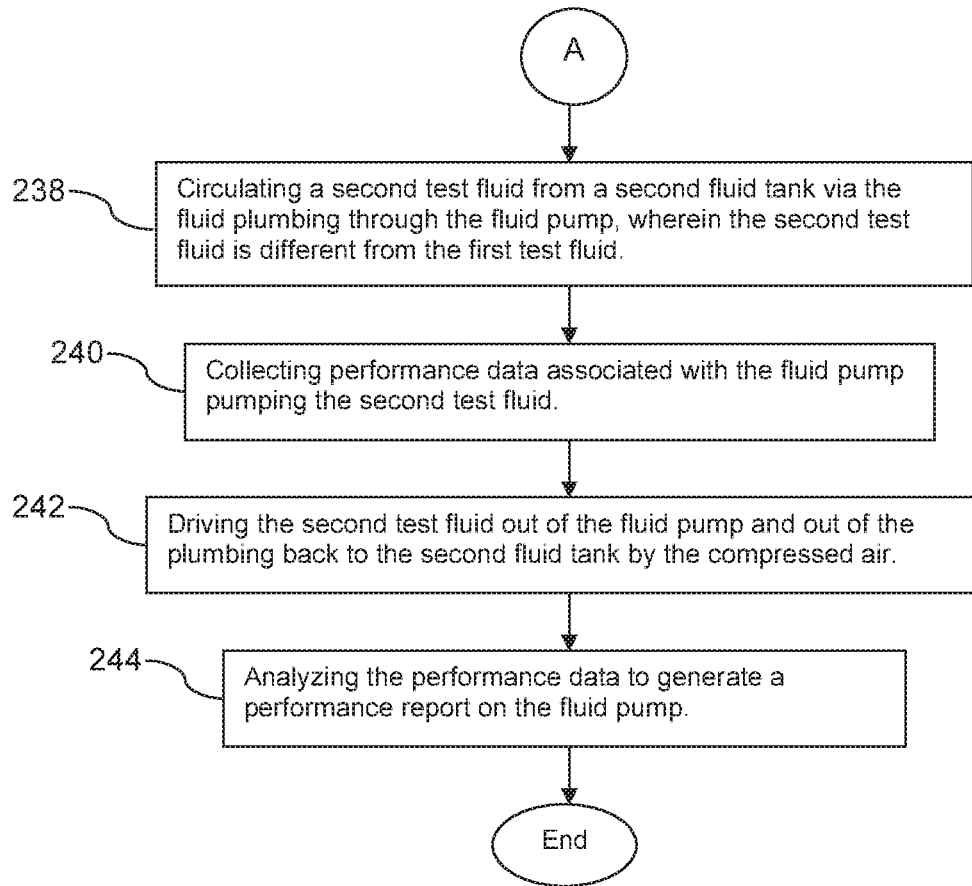 A
238
Circulating a second test fluid from a second fluid tank via the
fluid plumbing through the fluid pump, wherein the second test
fluid is different from the first test fluid.
240
Collecting performance data associated with the fluid pump
pumping the second test fluid.
242
Driving the second test fluid out of the fluid pump and out of the
plumbing back to the second fluid tank by the compressed air.
244
Analyzing the performance data to generate a
performance report on the fluid pump.
End